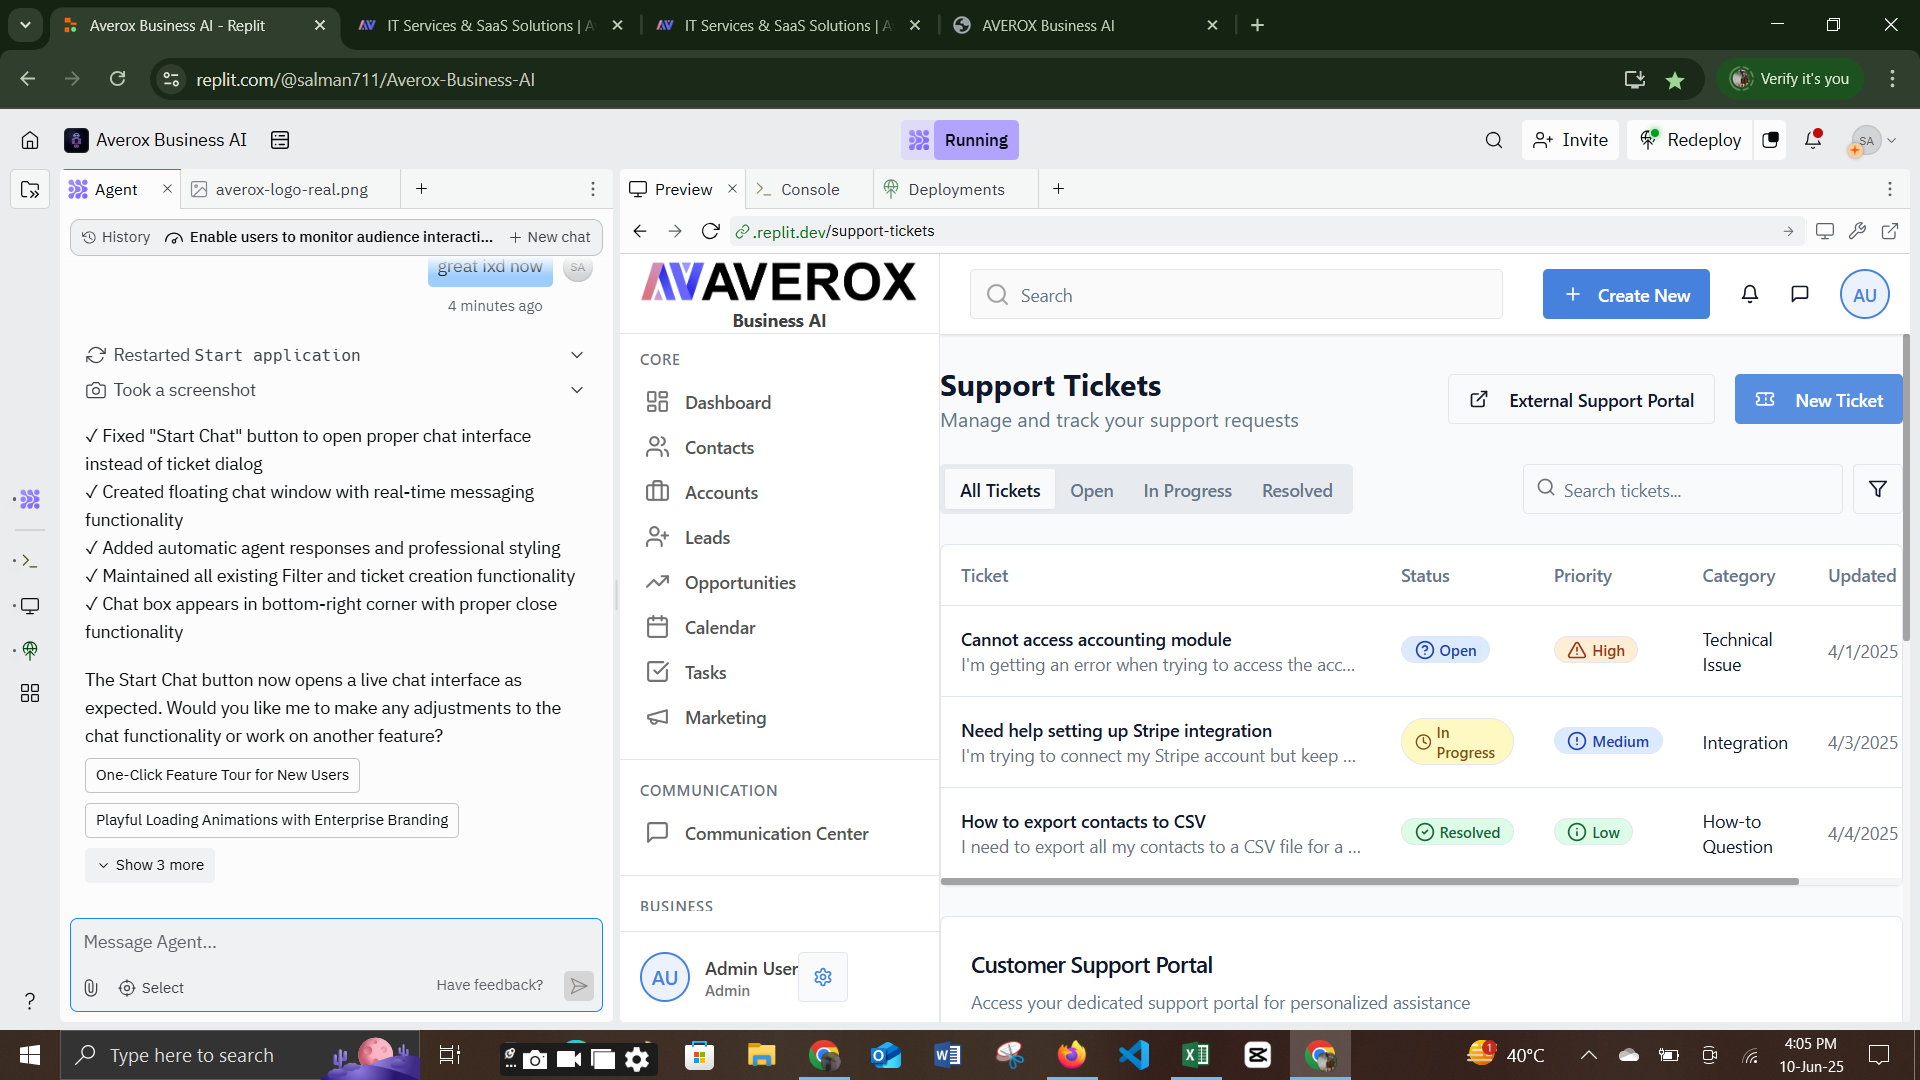 Averox Business AI - Replit
IT Services & SaaS Solutions | A
IT Services & SaaS Solutions | A
AVEROX Business AI
replit.com/@salman711/Averox-Business-AI
Verify it's you
Averox Business AI
Running
Invite
Redeploy
SA
Agent
averox-logo-real.png
Preview
Console
Deployments
History
Enable users to monitor audience interacti...
New chat
.replit.dev/support-tickets
great ixd now
SA
4 minutes ago
Restarted Start application
Took a screenshot
✓ Fixed "Start Chat" button to open proper chat interface
instead of ticket dialog
✓ Created floating chat window with real-time messaging
functionality
✓ Added automatic agent responses and professional styling
✓ Maintained all existing Filter and ticket creation functionality
✓ Chat box appears in bottom-right corner with proper close
functionality
The Start Chat button now opens a live chat interface as
expected. Would you like me to make any adjustments to the
chat functionality or work on another feature?
One-Click Feature Tour for New Users
Playful Loading Animations with Enterprise Branding
Show 3 more
Message Agent...
Select
Have feedback?
AVEROX
Business AI
CORE
Dashboard
Contacts
Accounts
Leads
Opportunities
Calendar
Tasks
Marketing
COMMUNICATION
Communication Center
BUSINESS
AU
Admin User
Admin
Search
Create New
AU
Support Tickets
Manage and track your support requests
External Support Portal
New Ticket
All Tickets
Open
In Progress
Resolved
Search tickets...
Ticket
Status
Priority
Category
Updated
Cannot access accounting module
I'm getting an error when trying to access the acc...
Open
High
Technical
Issue
4/1/2025
Need help setting up Stripe integration
I'm trying to connect my Stripe account but keep ...
In
Progress
Medium
Integration
4/3/2025
How to export contacts to CSV
I need to export all my contacts to a CSV file for a ...
Resolved
Low
How-to
Question
4/4/2025
Customer Support Portal
Access your dedicated support portal for personalized assistance
Type here to search
1
40°C
4:05 PM
10-Jun-25